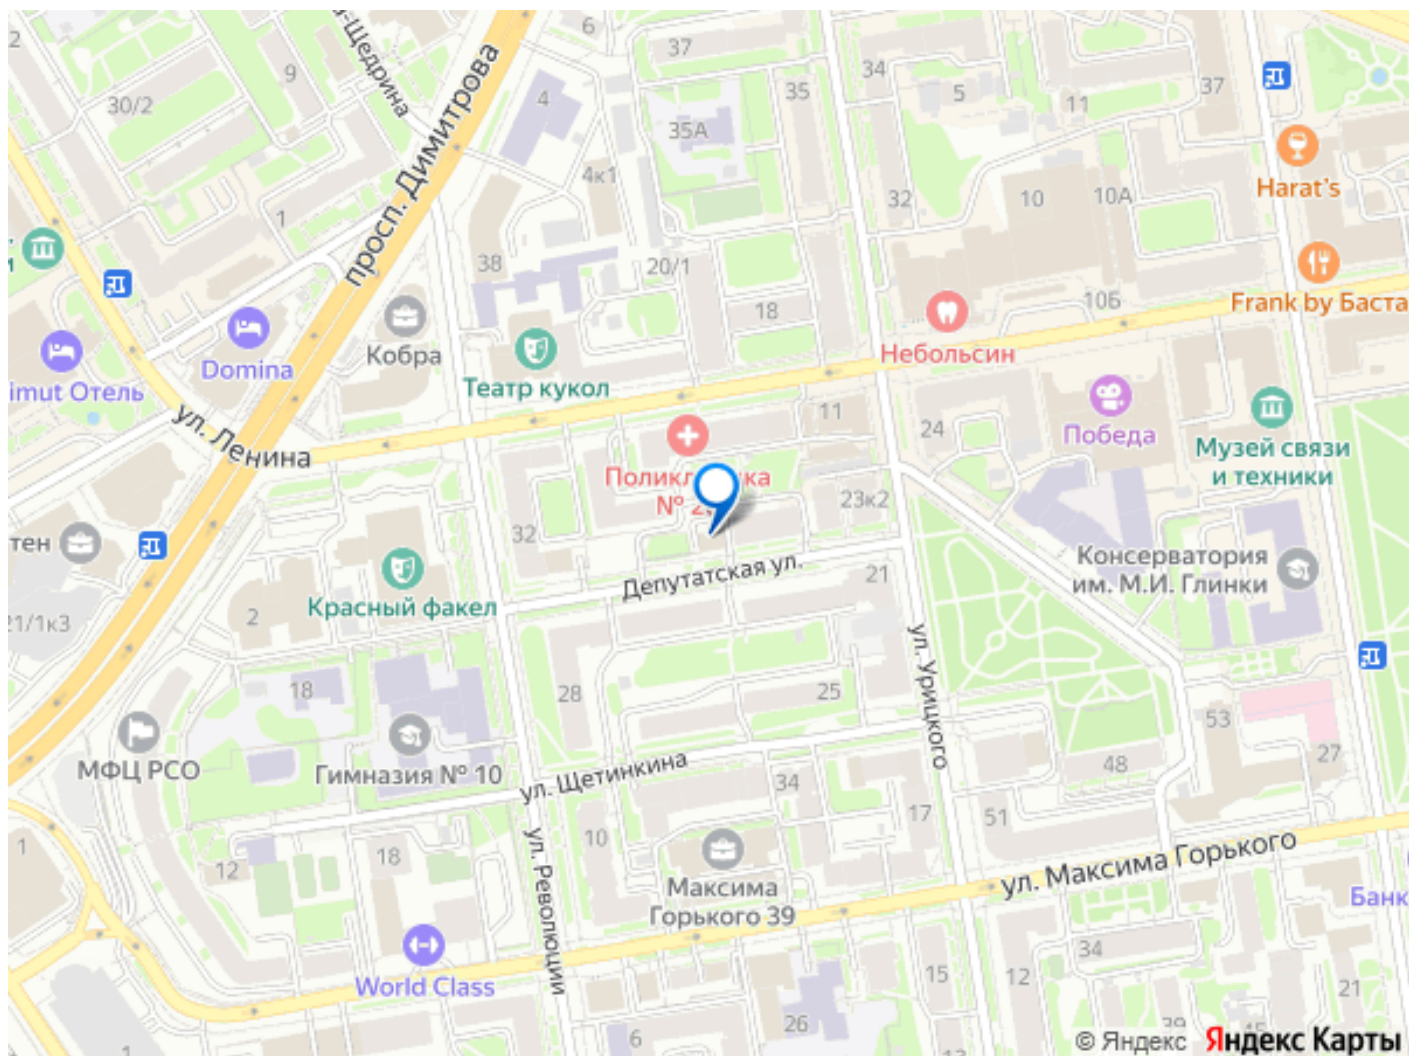 6
37
34
35
5
11
37
9
30/2
4
35А
просп. Димитрова
4к1
32
10
10А
Harat's
1
38
20/1
18
10Б
Frank by Баста
Domina
Кобра
Небольсин
imut Отель
Театр кукол
ул. Ленина
11
24
Победа
Музей связи
и техники
32
23к2
тен
Депутатская ул.
21
Консерватория
им. М.И. Глинки
Красный факел
2
21/1к3
18
28
25
ул. Урицкого
53
27
МФЦ РСО
Гимназия № 10
ул. Щетинкина
34
48
17
51
1
12
18
10
ул. Революции
Максима
Горького 39
ул. Максима Горького
Банк
World Class
34
15
12
21
26
6
1
13
© Яндекс Яндекс Карты